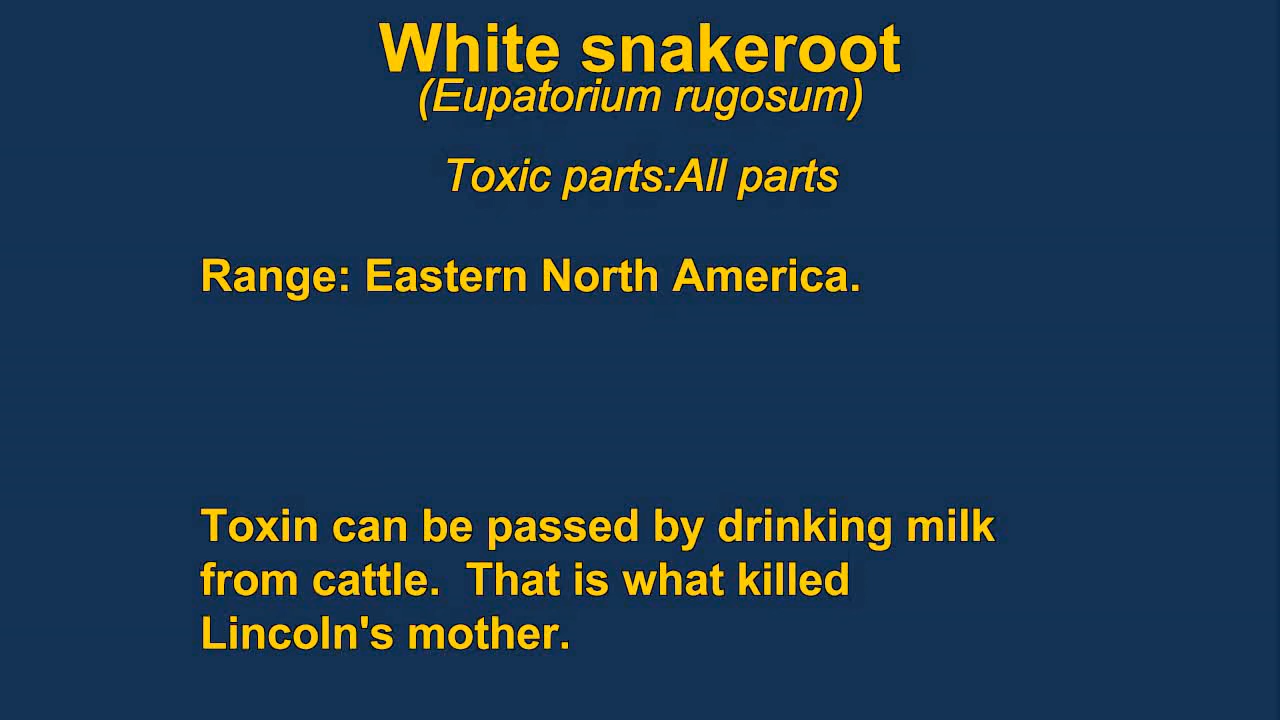 White snakeroot
(Eupatorium rugosum)
Toxic parts:All parts
Range: Eastern North America.
Toxin can be passed by drinking milk
from cattle.  That is what killed
Lincoln's mother.